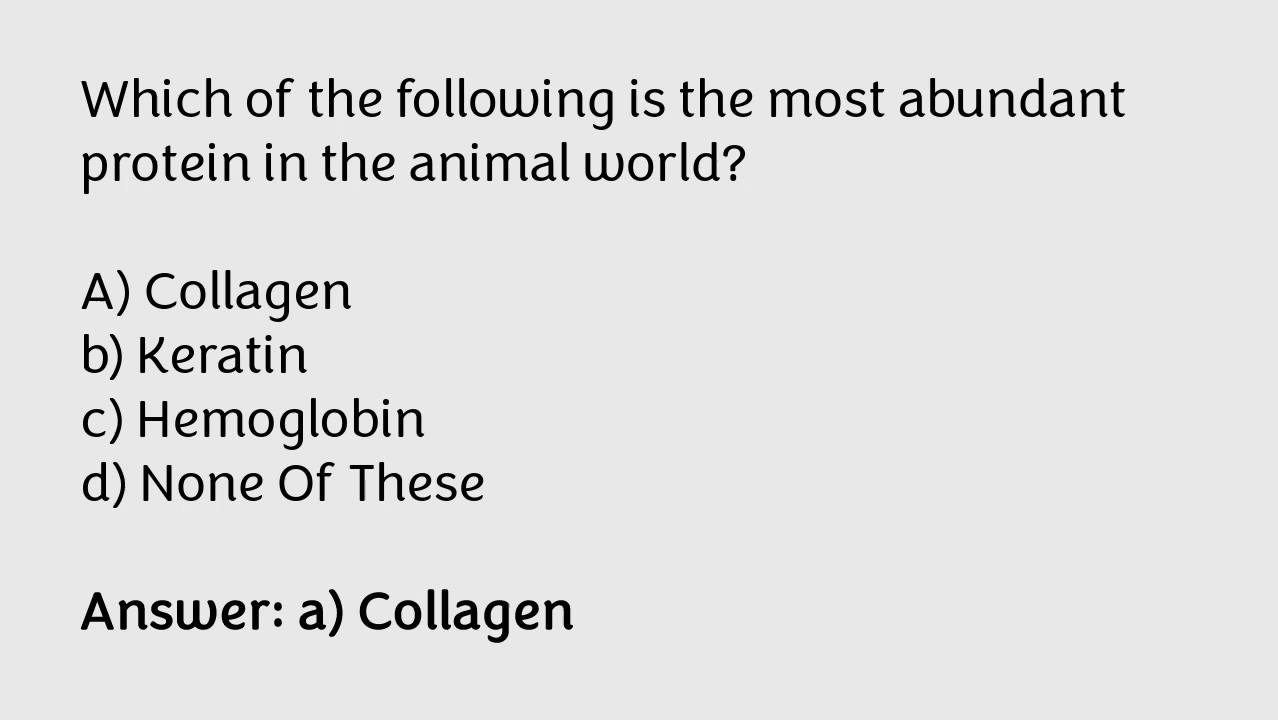 Which of the following is the most abundant
protein in the animal world?
A) Collagen
b) Keratin
c) Hemoglobin
d) None Of These
Answer: a) Collagen